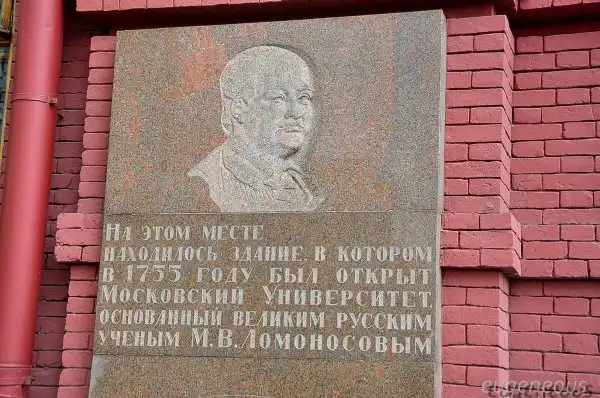 На этом месте
находилось здание, в котором
в 1755 году был открыт
Московский Университет,
основанный великим русским
ученым М.В.Ломоносовым
eugeneous